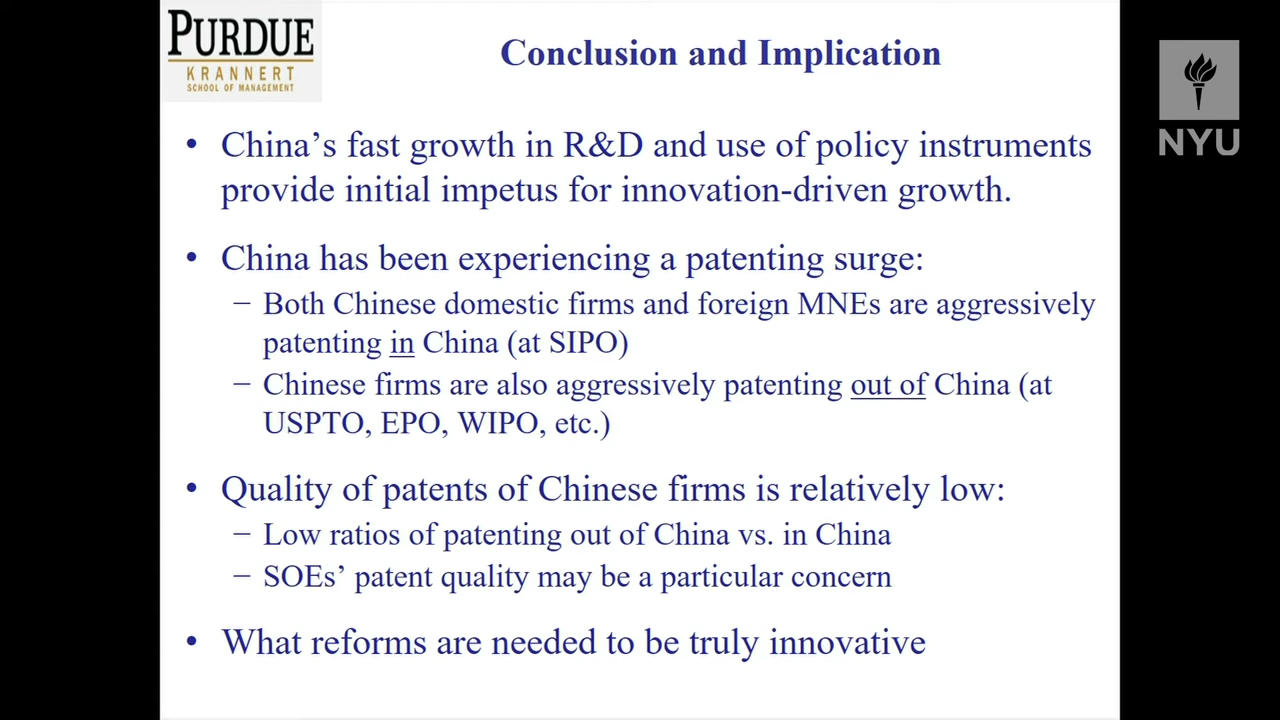 PURDUE
KRANNERT
SCHOOL OF MANAGEMENT
Conclusion and Implication
NYU
• China’s fast growth in R&D and use of policy instruments
provide initial impetus for innovation-driven growth.
• China has been experiencing a patenting surge:
– Both Chinese domestic firms and foreign MNEs are aggressively
patenting in China (at SIPO)
– Chinese firms are also aggressively patenting out of China (at
USPTO, EPO, WIPO, etc.)
• Quality of patents of Chinese firms is relatively low:
– Low ratios of patenting out of China vs. in China
– SOEs’ patent quality may be a particular concern
• What reforms are needed to be truly innovative